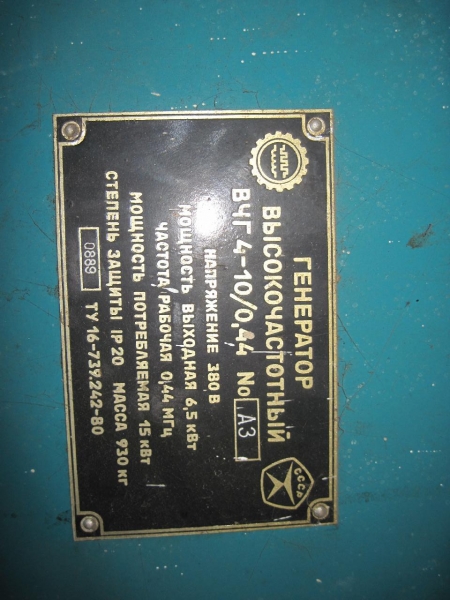 ГЕНЕРАТОР
ВЫСОКОЧАСТОТНЫЙ
ВЧГ 4-10/0,44 No А3
НАПРЯЖЕНИЕ 380 В
МОЩНОСТЬ ВЫХОДНАЯ 6,5 кВт
ЧАСТОТА РАБОЧАЯ 0,44 МГц
МОЩНОСТЬ ПОТРЕБЛЯЕМАЯ 15 кВт
СТЕПЕНЬ ЗАЩИТЫ IP20 МАССА 930 кг
0889 ТУ 16-739.242-80
СССР